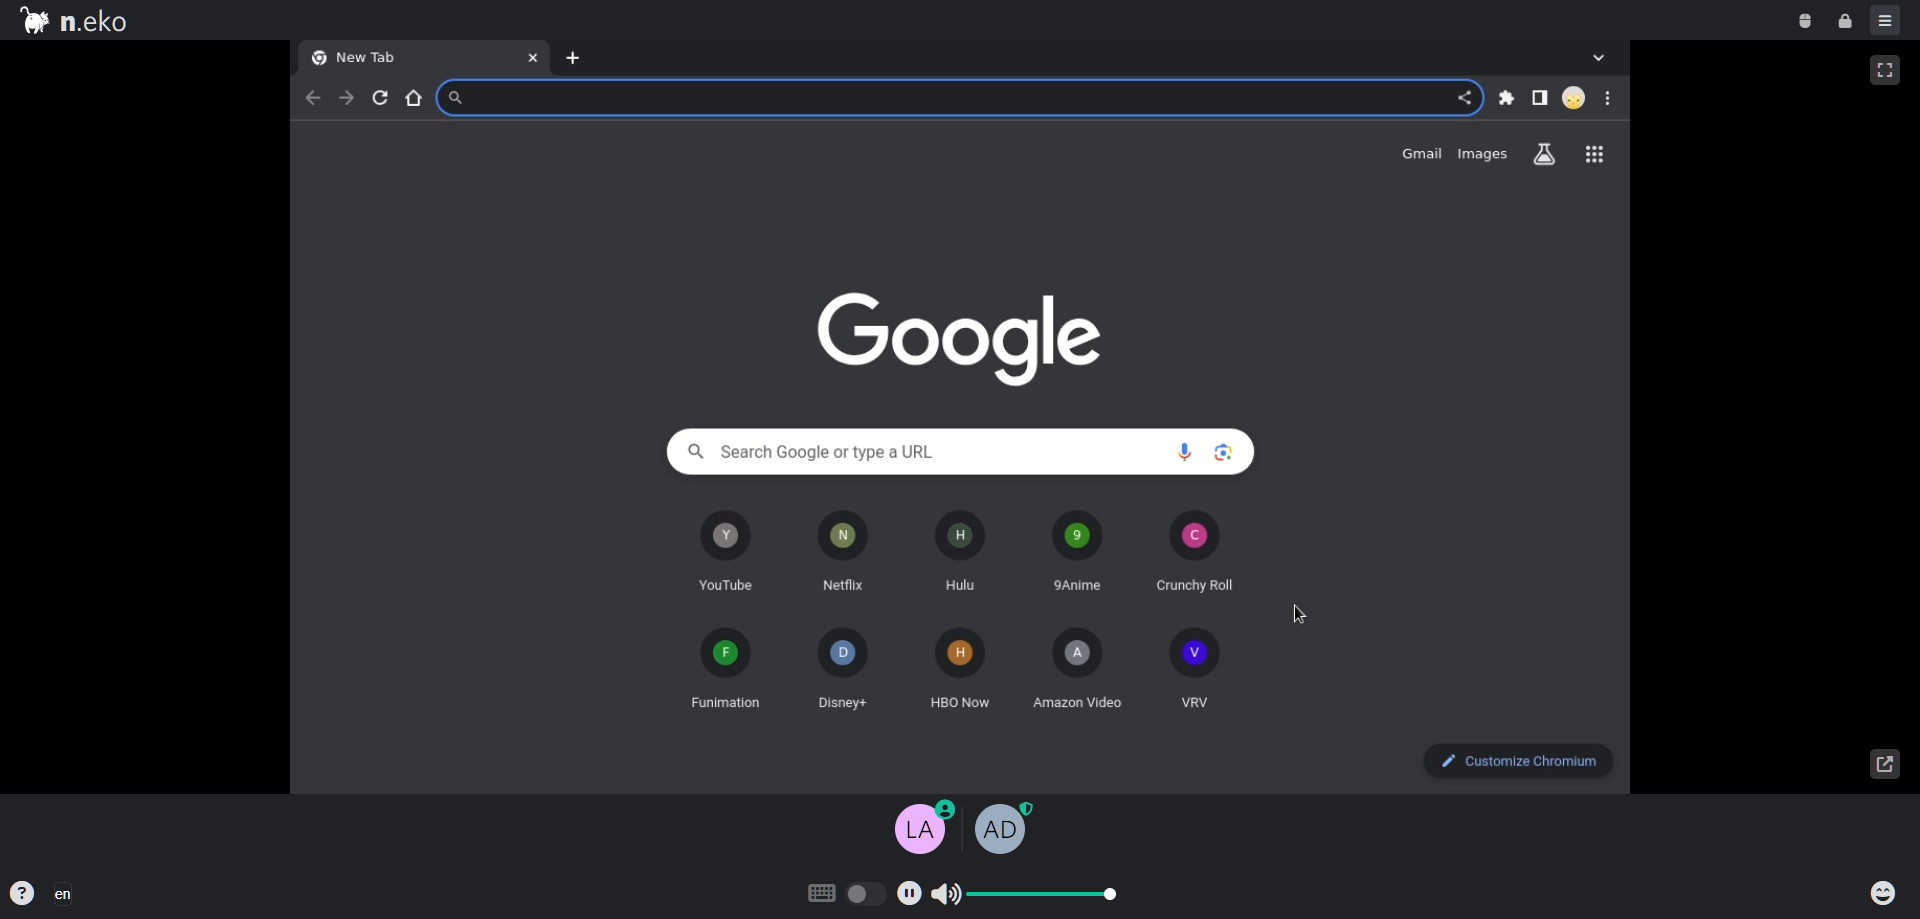 n.eko
New Tab
Gmail Images
Google
Search Google or type a URL
Y N H 9 C
YouTube Netflix Hulu 9Anime Crunchy Roll
F D H A V
Funimation Disney+ HBO Now Amazon Video VRV
Customize Chromium
LA AD
? en